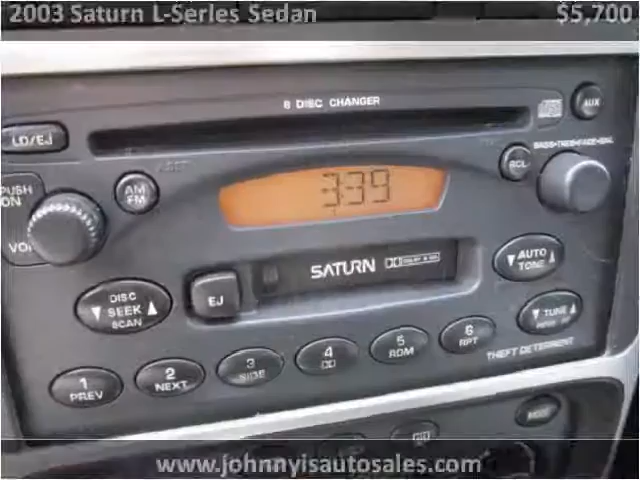 2003 Saturn L-Series Sedan $5,700
6 DISC CHANGER
AUX
LD/EJ
PUSH
ON
VOL
AM
FM
339
RCL
SATURN
EJ
AUTO
TONE
DISC
SEEK
SCAN
TUNE
1
PREV
2
NEXT
3
SIDE
4
5
RDM
6
RPT
THEFT DETERRENT
www.johnnyisautosales.com